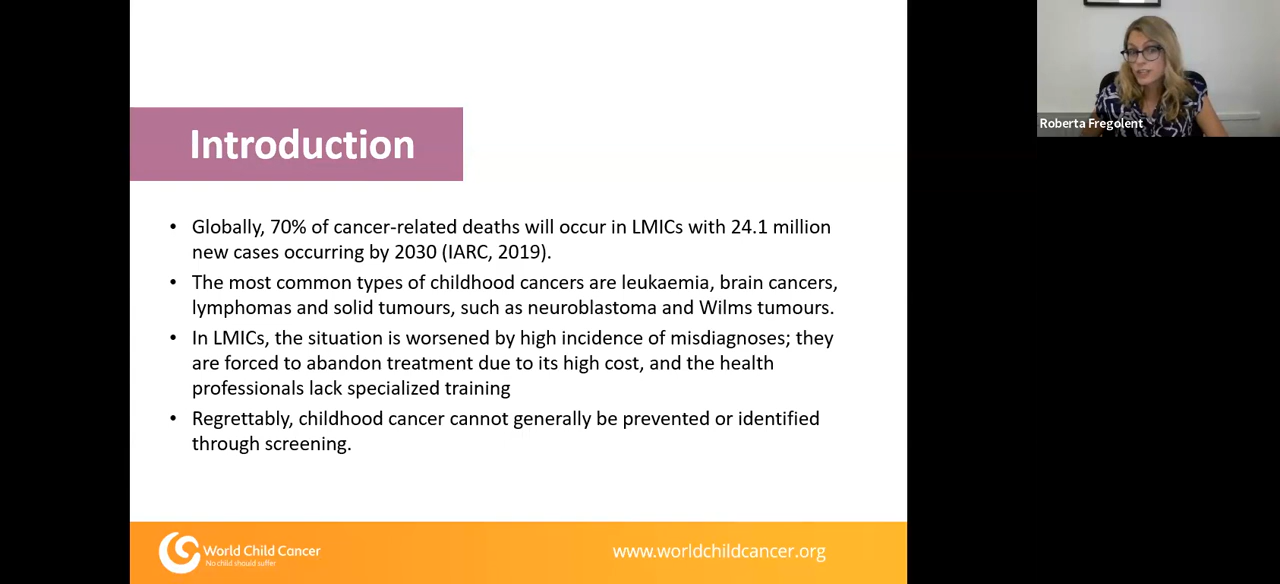 Introduction
• Globally, 70% of cancer-related deaths will occur in LMICs with 24.1 million
new cases occurring by 2030 (IARC, 2019).
• The most common types of childhood cancers are leukaemia, brain cancers,
lymphomas and solid tumours, such as neuroblastoma and Wilms tumours.
• In LMICs, the situation is worsened by high incidence of misdiagnoses; they
are forced to abandon treatment due to its high cost, and the health
professionals lack specialized training
• Regrettably, childhood cancer cannot generally be prevented or identified
through screening.
World Child Cancer
No child should suffer
www.worldchildcancer.org
Roberta Fregolent